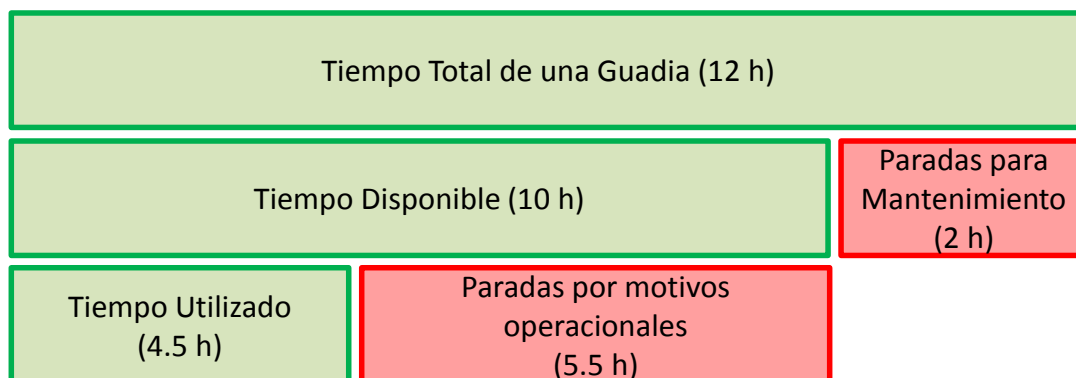 Tiempo Total de una Guadia (12 h)
Tiempo Disponible (10 h)
Paradas para
Mantenimiento
(2 h)
Tiempo Utilizado
(4.5 h)
Paradas por motivos
operacionales
(5.5 h)